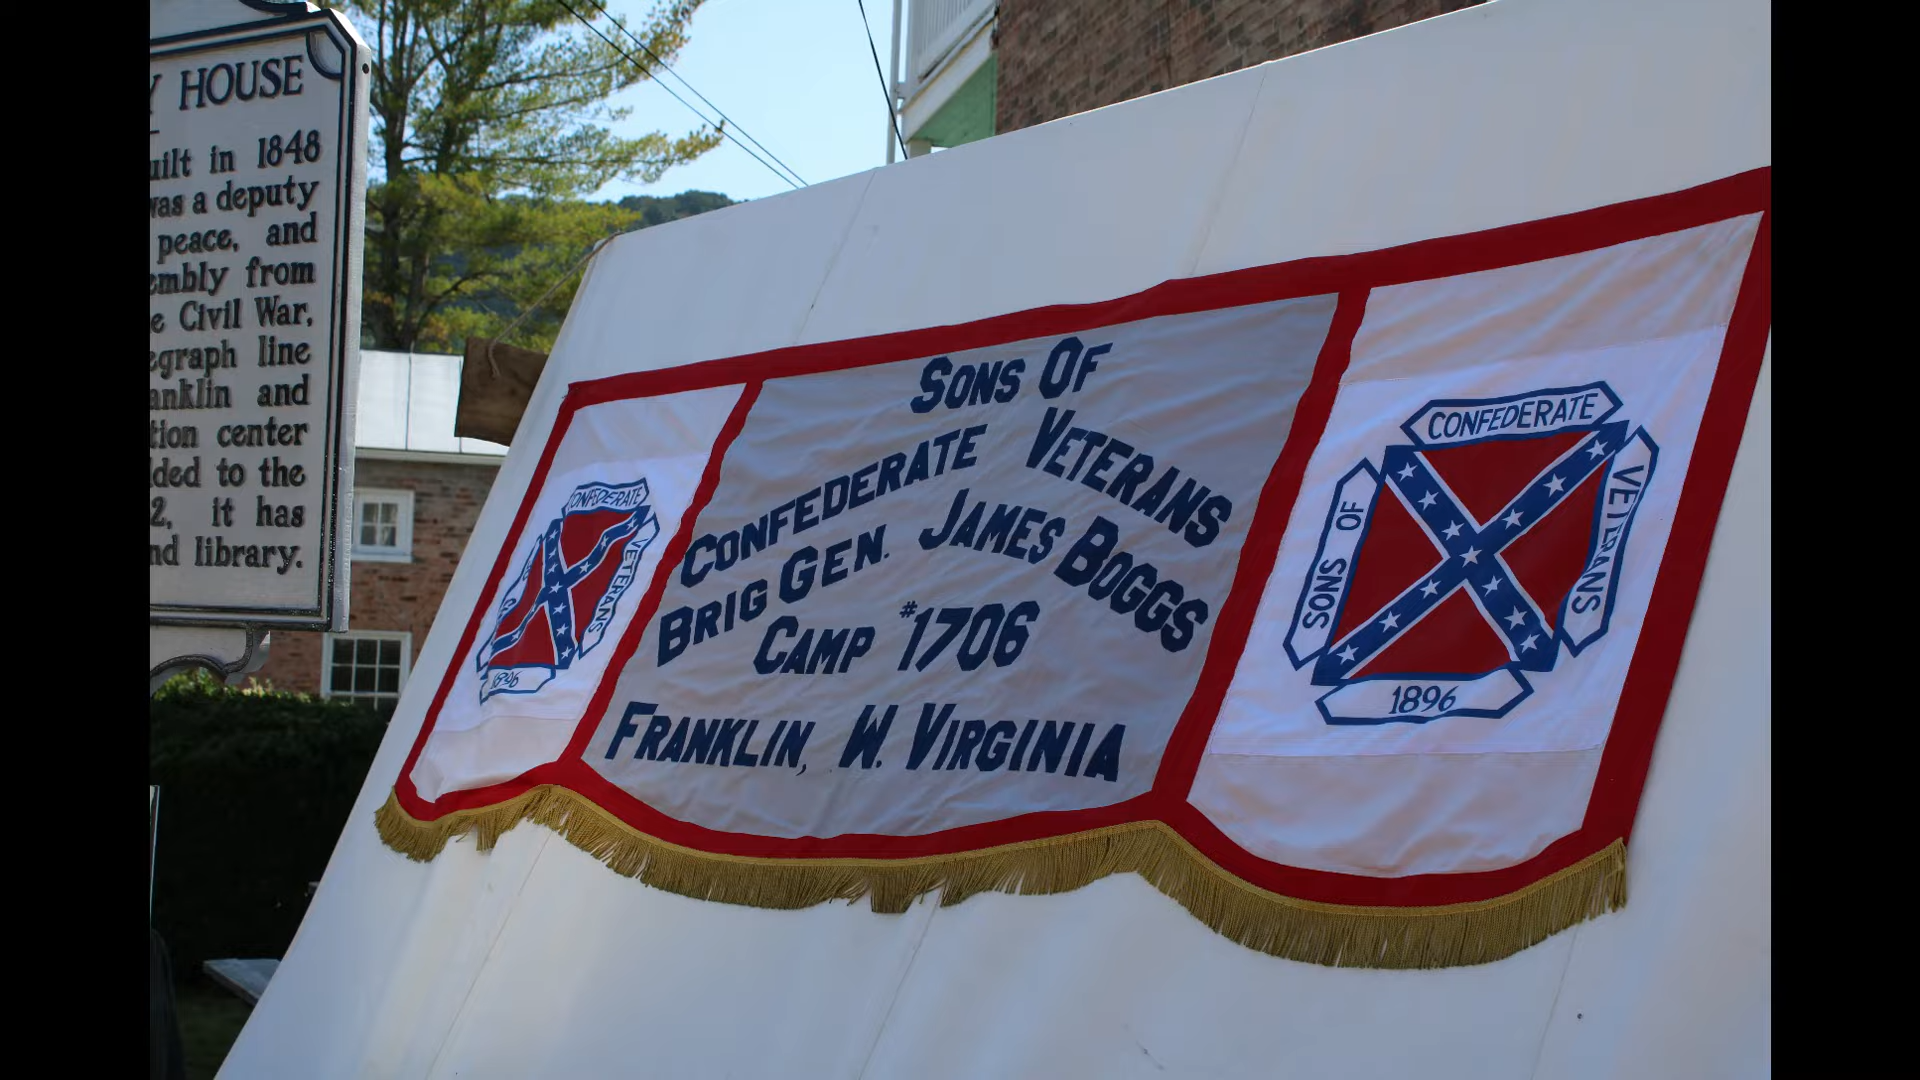 Y HOUSE
uilt in 1848
was a deputy
peace, and
embly from
e Civil War,
egraph line
anklin and
tion center
dded to the
2, it has
nd library.
SONS OF
CONFEDERATE VETERANS
BRIG GEN. JAMES BOGGS
CAMP #1706
FRANKLIN, W. VIRGINIA
CONFEDERATE
VETERANS
1896
SONS OF
CONFEDERATE
VETERANS
1896